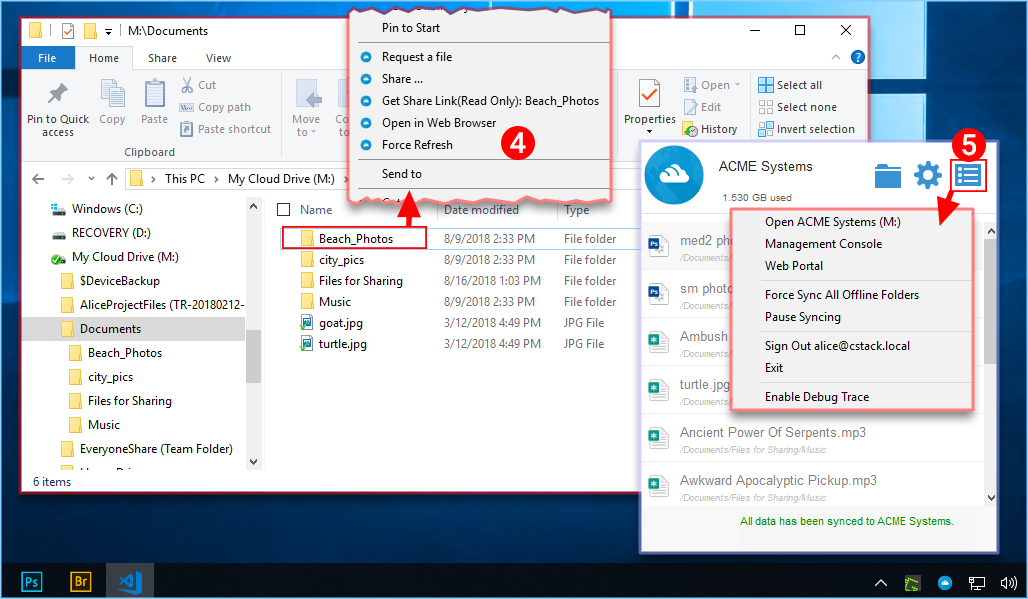 M:\Documents
File
Home
Share
View
Pin to Quick
access
Copy
Paste
Cut
Copy path
Paste shortcut
Clipboard
Move
to
Co
to
Properties
Open
Edit
History
Select all
Select none
Invert selection
Pin to Start
Request a file
Share ...
Get Share Link(Read Only): Beach_Photos
Open in Web Browser
Force Refresh
4
Send to
This PC
My Cloud Drive (M:)
Windows (C:)
RECOVERY (D:)
My Cloud Drive (M:)
$DeviceBackup
AliceProjectFiles (TR-20180212-
Documents
Beach_Photos
city_pics
Files for Sharing
Music
EveryoneShare (Team Folder)
6 items
Name
Date modified
Type
Beach_Photos
8/9/2018 2:33 PM
File folder
city_pics
8/9/2018 2:33 PM
File folder
Files for Sharing
8/16/2018 1:03 PM
File folder
Music
8/9/2018 2:33 PM
File folder
goat.jpg
3/12/2018 4:49 PM
JPG File
turtle.jpg
3/12/2018 4:49 PM
JPG File
5
ACME Systems
1.530 GB used
Open ACME Systems (M:)
Management Console
Web Portal
Force Sync All Offline Folders
Pause Syncing
Sign Out alice@cstack.local
Exit
Enable Debug Trace
med2 pho
/Documents/
sm photo
/Documents/
Ambush
/Documents/
turtle.jpg
/Documents/
Ancient Power Of Serpents.mp3
/Documents/Files for Sharing/Music
Awkward Apocalyptic Pickup.mp3
/Documents/Files for Sharing/Music
All data has been synced to ACME Systems.
Ps
Br